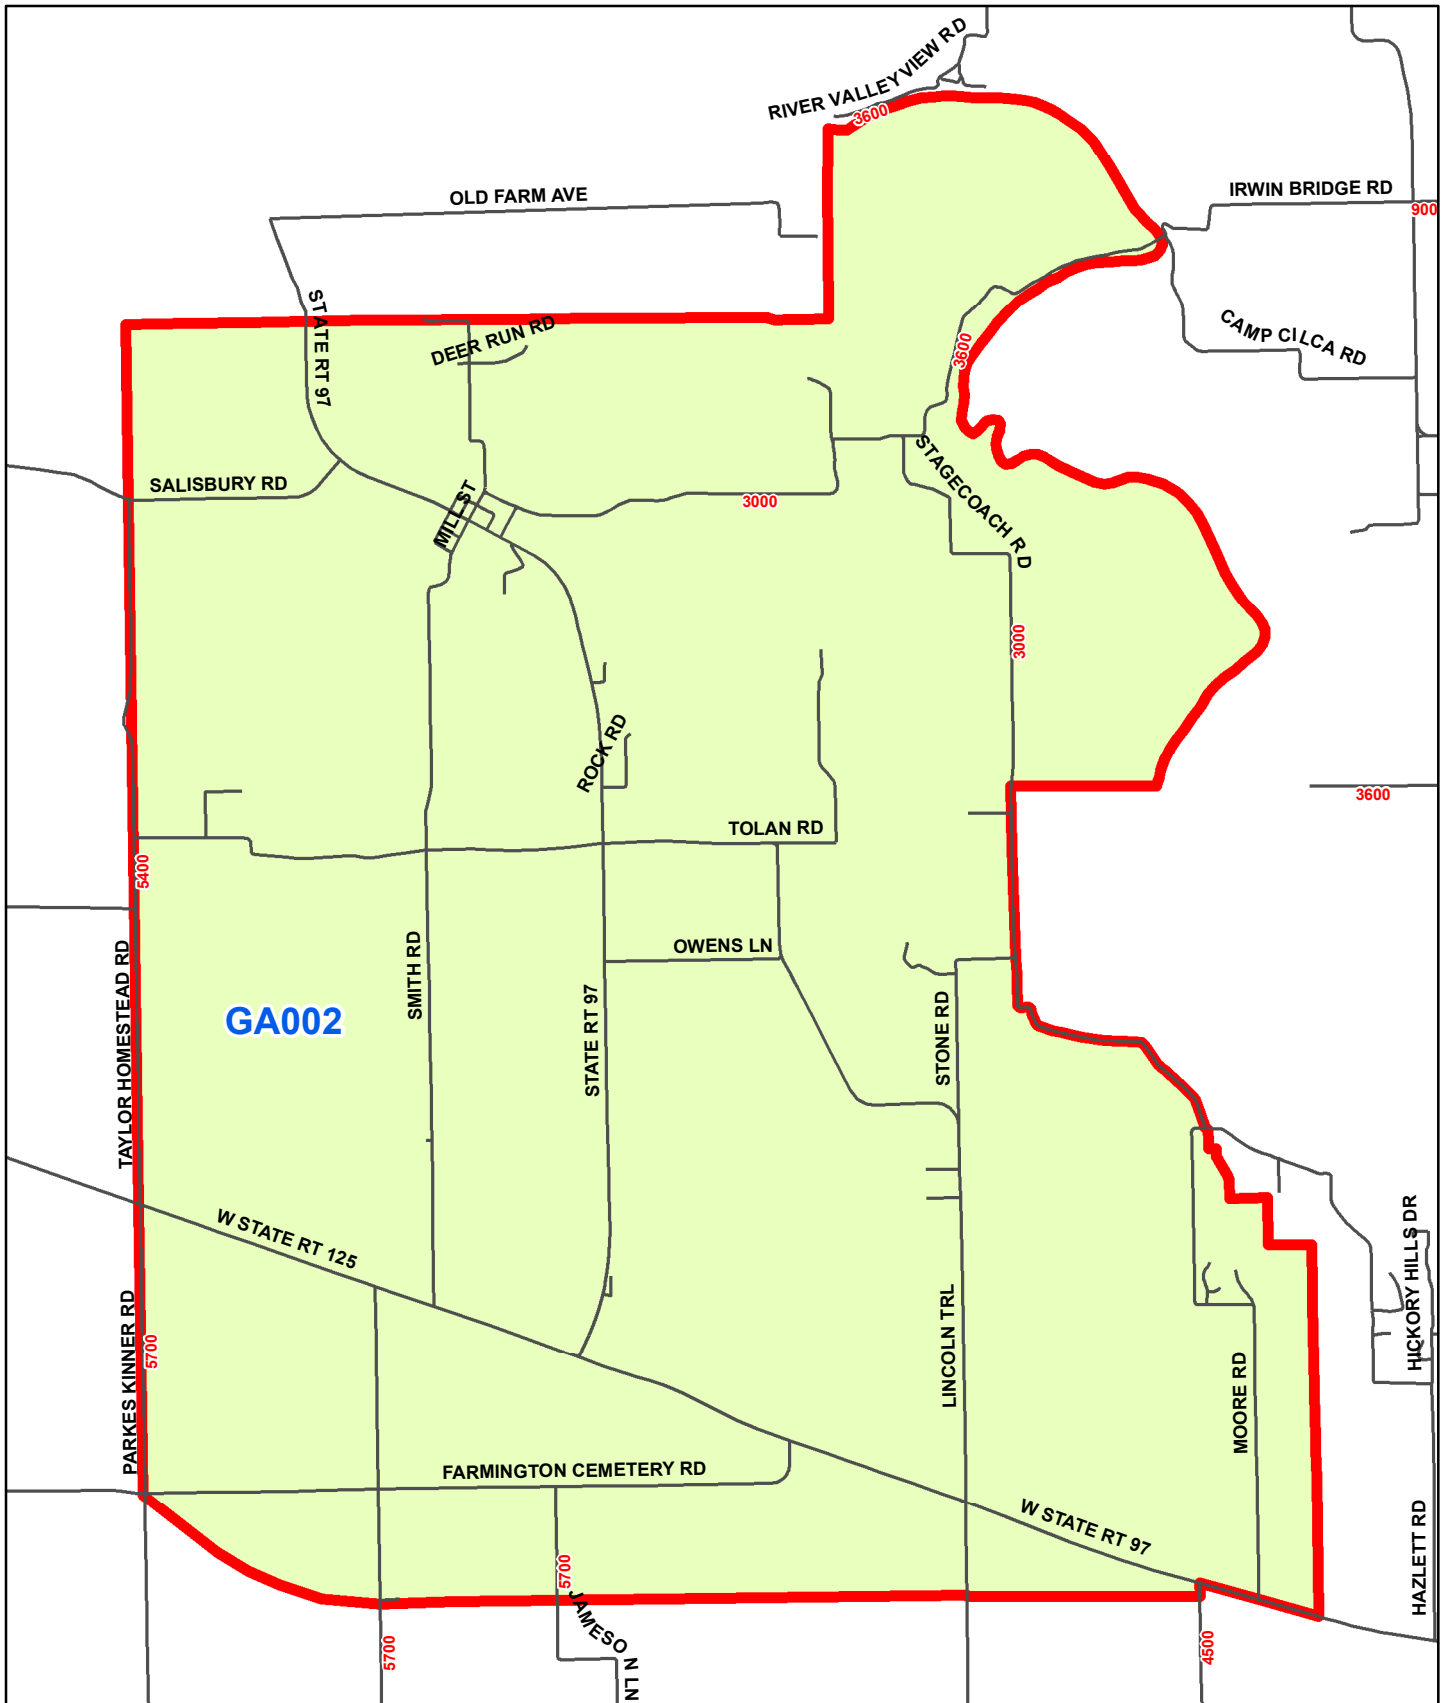 RIVER VALLEY VIEW RD
3600
OLD FARM AVE
IRWIN BRIDGE RD
900
STATE RT 97
DEER RUN RD
3600
CAMP CILCA RD
SALISBURY RD
MILL ST
3000
STAGECOACH RD
3000
ROCK RD
3600
TOLAN RD
5400
TAYLOR HOMESTEAD RD
SMITH RD
OWENS LN
STATE RT 97
STONE RD
GA002
W STATE RT 125
HICKORY HILLS DR
PARKES KINNER RD
5700
LINCOLN TRL
MOORE RD
FARMINGTON CEMETERY RD
W STATE RT 97
HAZLETT RD
5700
JAMESON LN
5700
4500